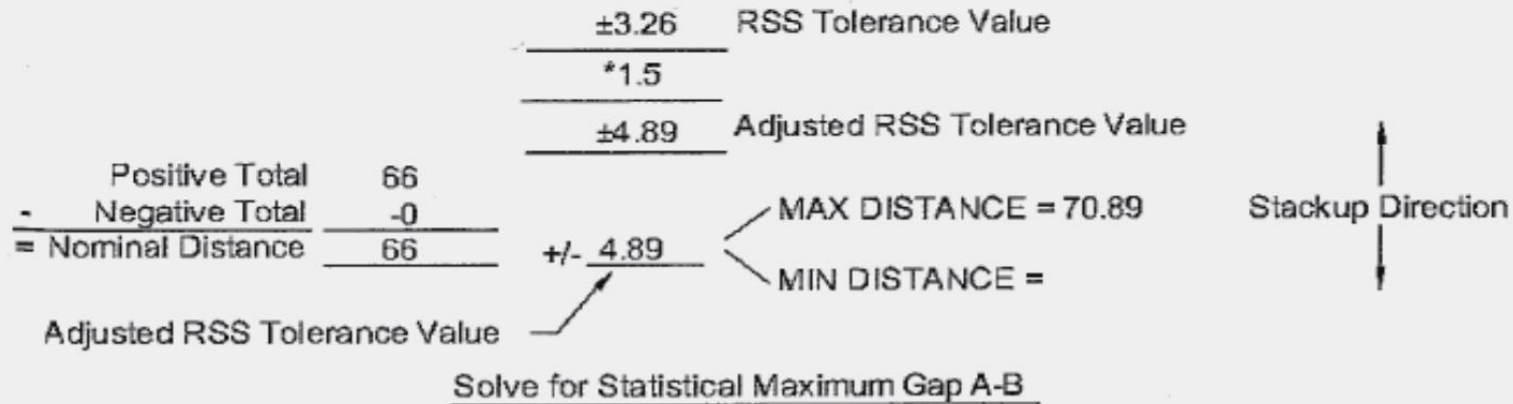 ±3.26 RSS Tolerance Value
*1.5
±4.89 Adjusted RSS Tolerance Value
Positive Total 66
- Negative Total -0
= Nominal Distance 66 +/- 4.89
MAX DISTANCE = 70.89
MIN DISTANCE =
Stackup Direction
Adjusted RSS Tolerance Value
Solve for Statistical Maximum Gap A-B